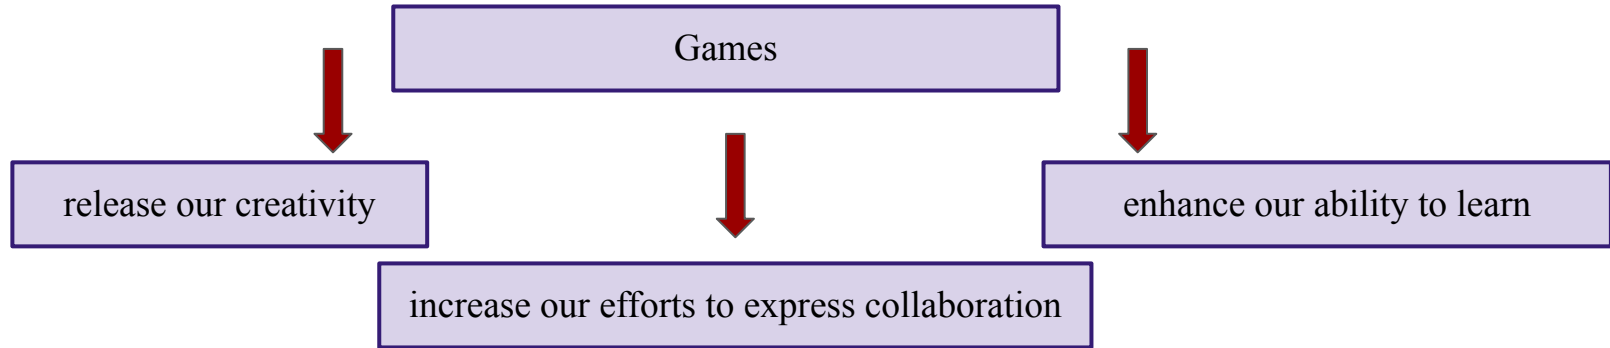 Games
release our creativity
enhance our ability to learn
increase our efforts to express collaboration